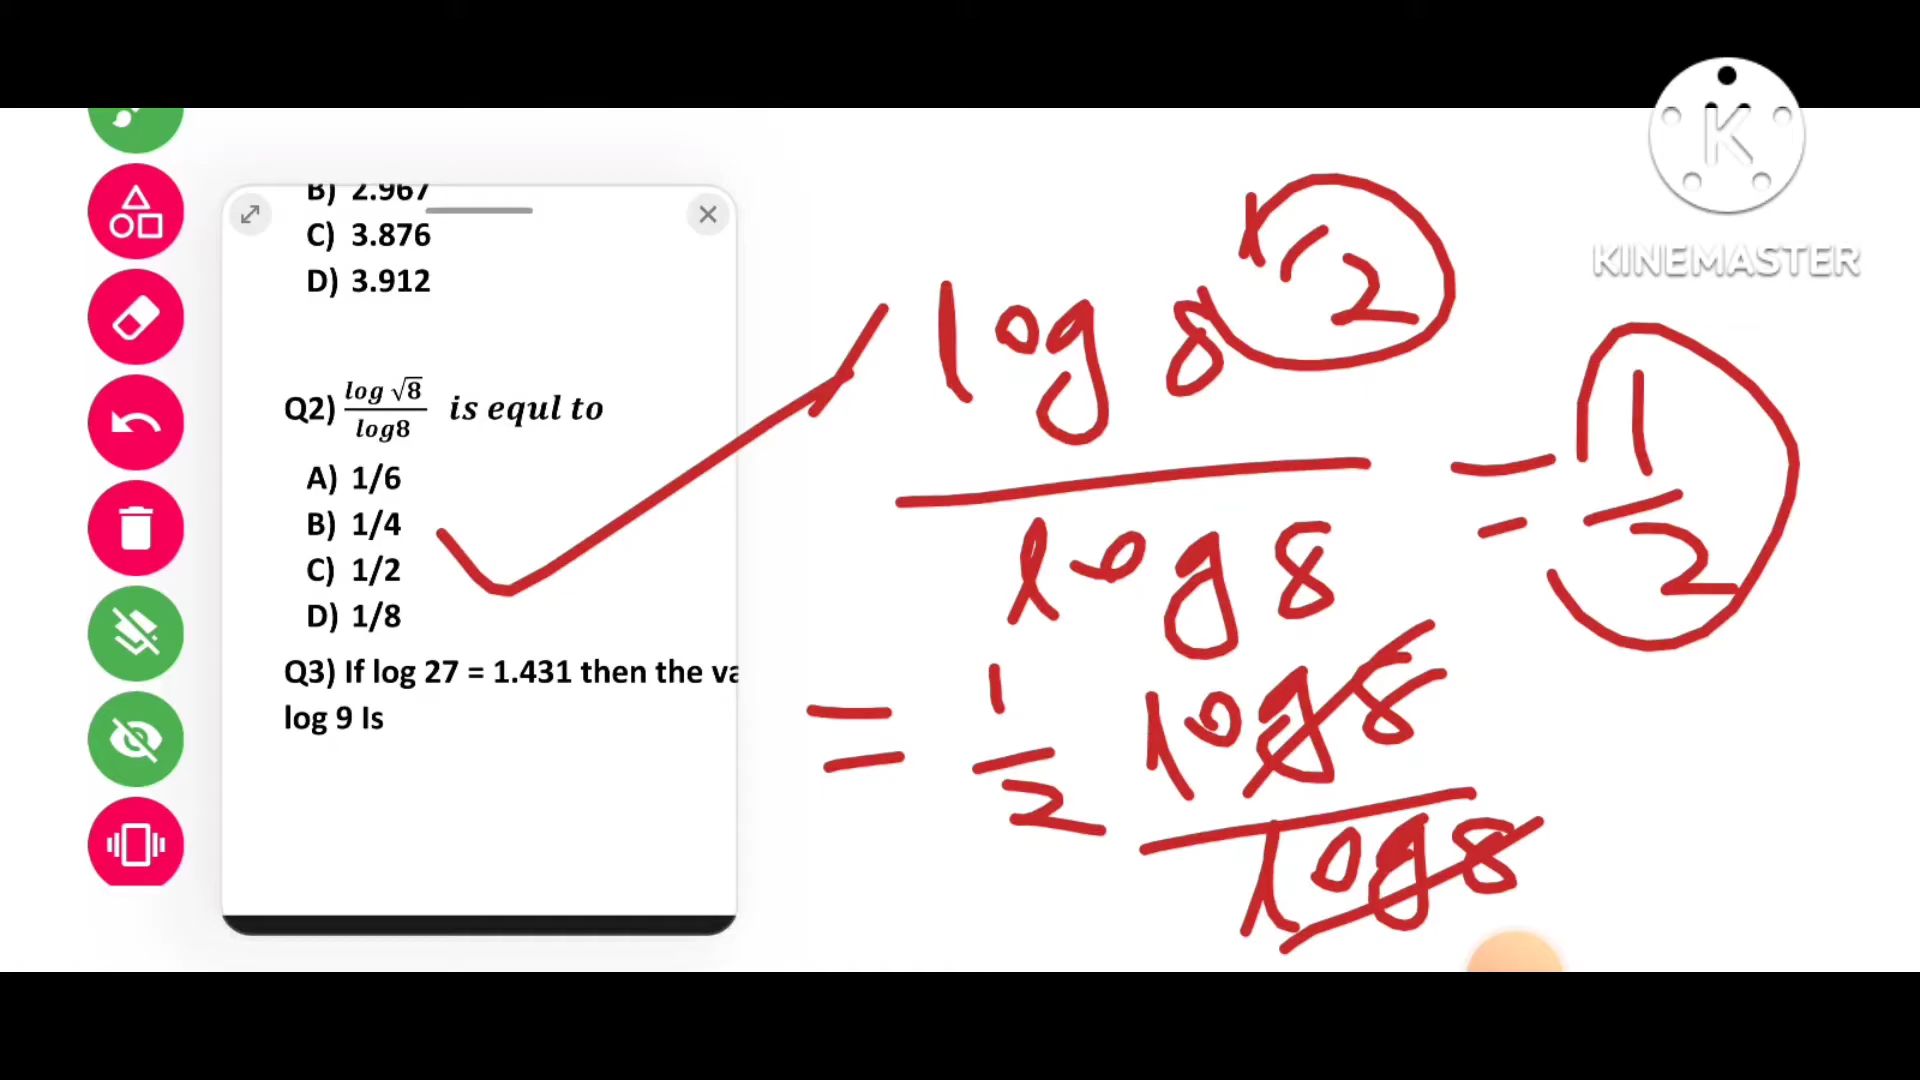 B) 2.967
C) 3.876
D) 3.912
Q2) log √8 / log8 is equl to
A) 1/6
B) 1/4
C) 1/2
D) 1/8
Q3) If log 27 = 1.431 then the va
log 9 Is
log 8^1/2
log 8
= 1/2
= 1/2 log 8
log 8
K
KINEMASTER